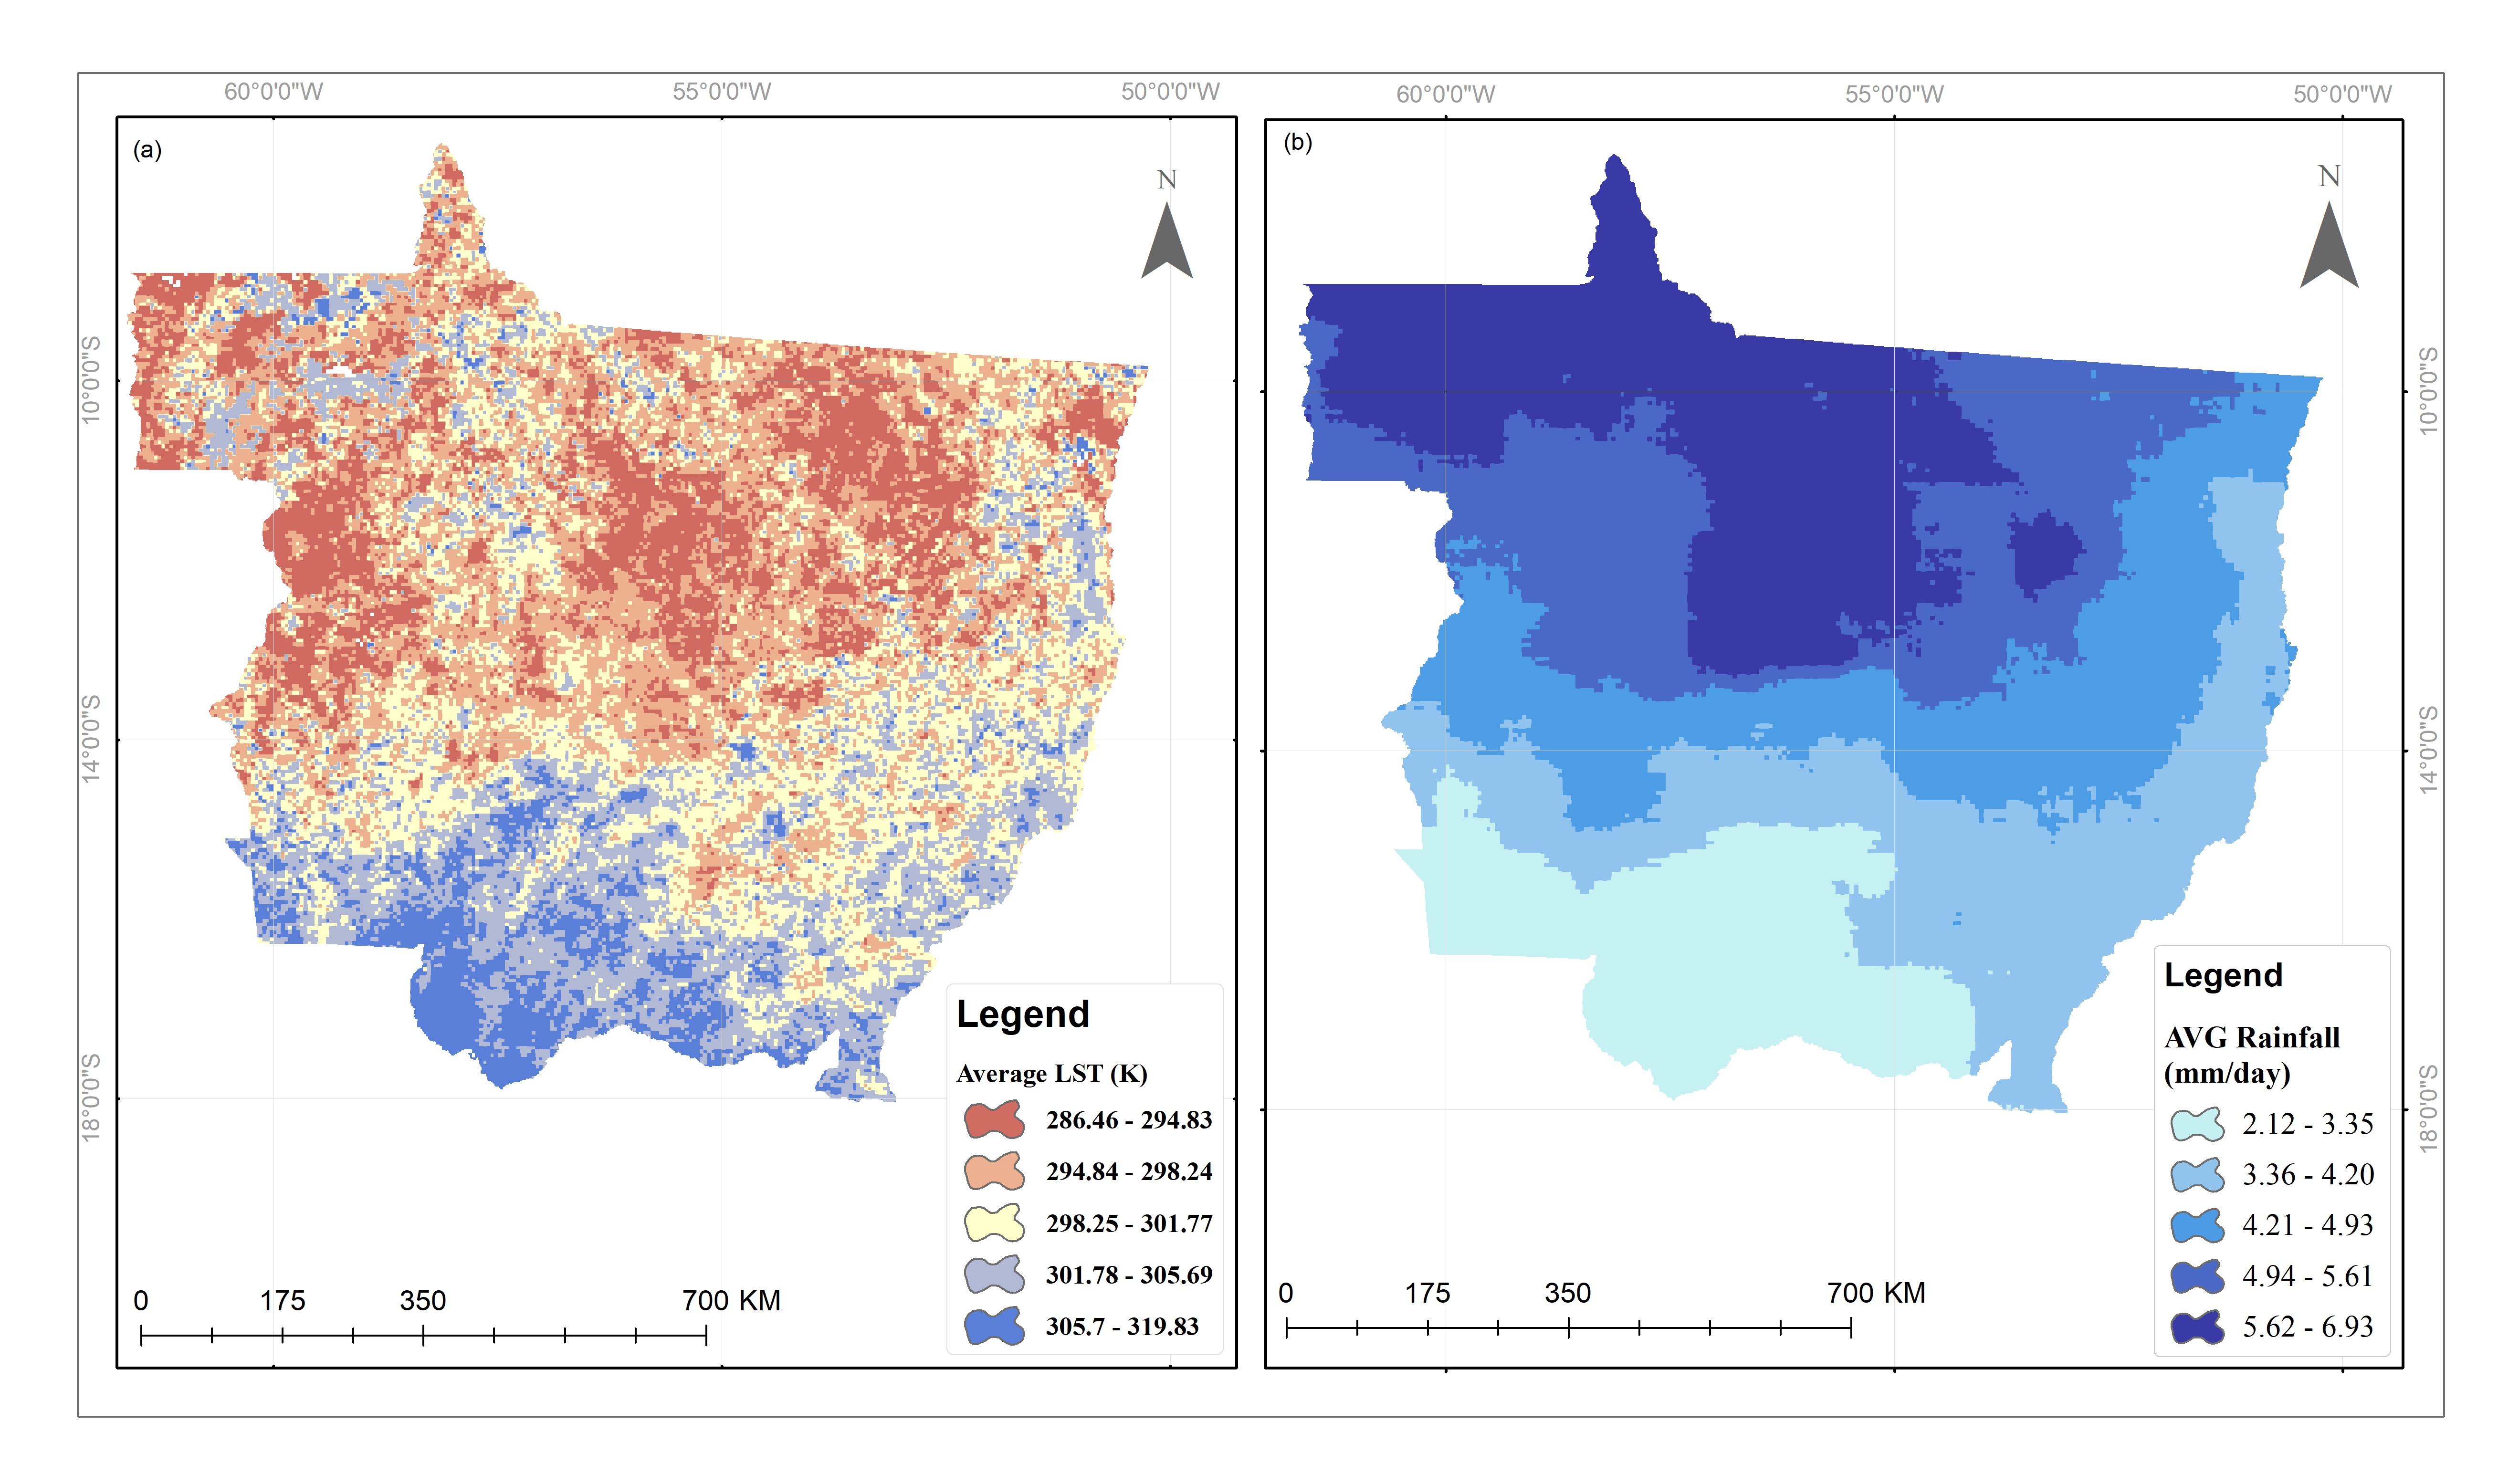 60°0'0"W 55°0'0"W 50°0'0"W
60°0'0"W 55°0'0"W 50°0'0"W
(a)
N
10°0'0"S
14°0'0"S
18°0'0"S
Legend
Average LST (K)
286.46 - 294.83
294.84 - 298.24
298.25 - 301.77
301.78 - 305.69
305.7 - 319.83
0 175 350 700 KM
(b)
N
10°0'0"S
14°0'0"S
18°0'0"S
Legend
AVG Rainfall
(mm/day)
2.12 - 3.35
3.36 - 4.20
4.21 - 4.93
4.94 - 5.61
5.62 - 6.93
0 175 350 700 KM